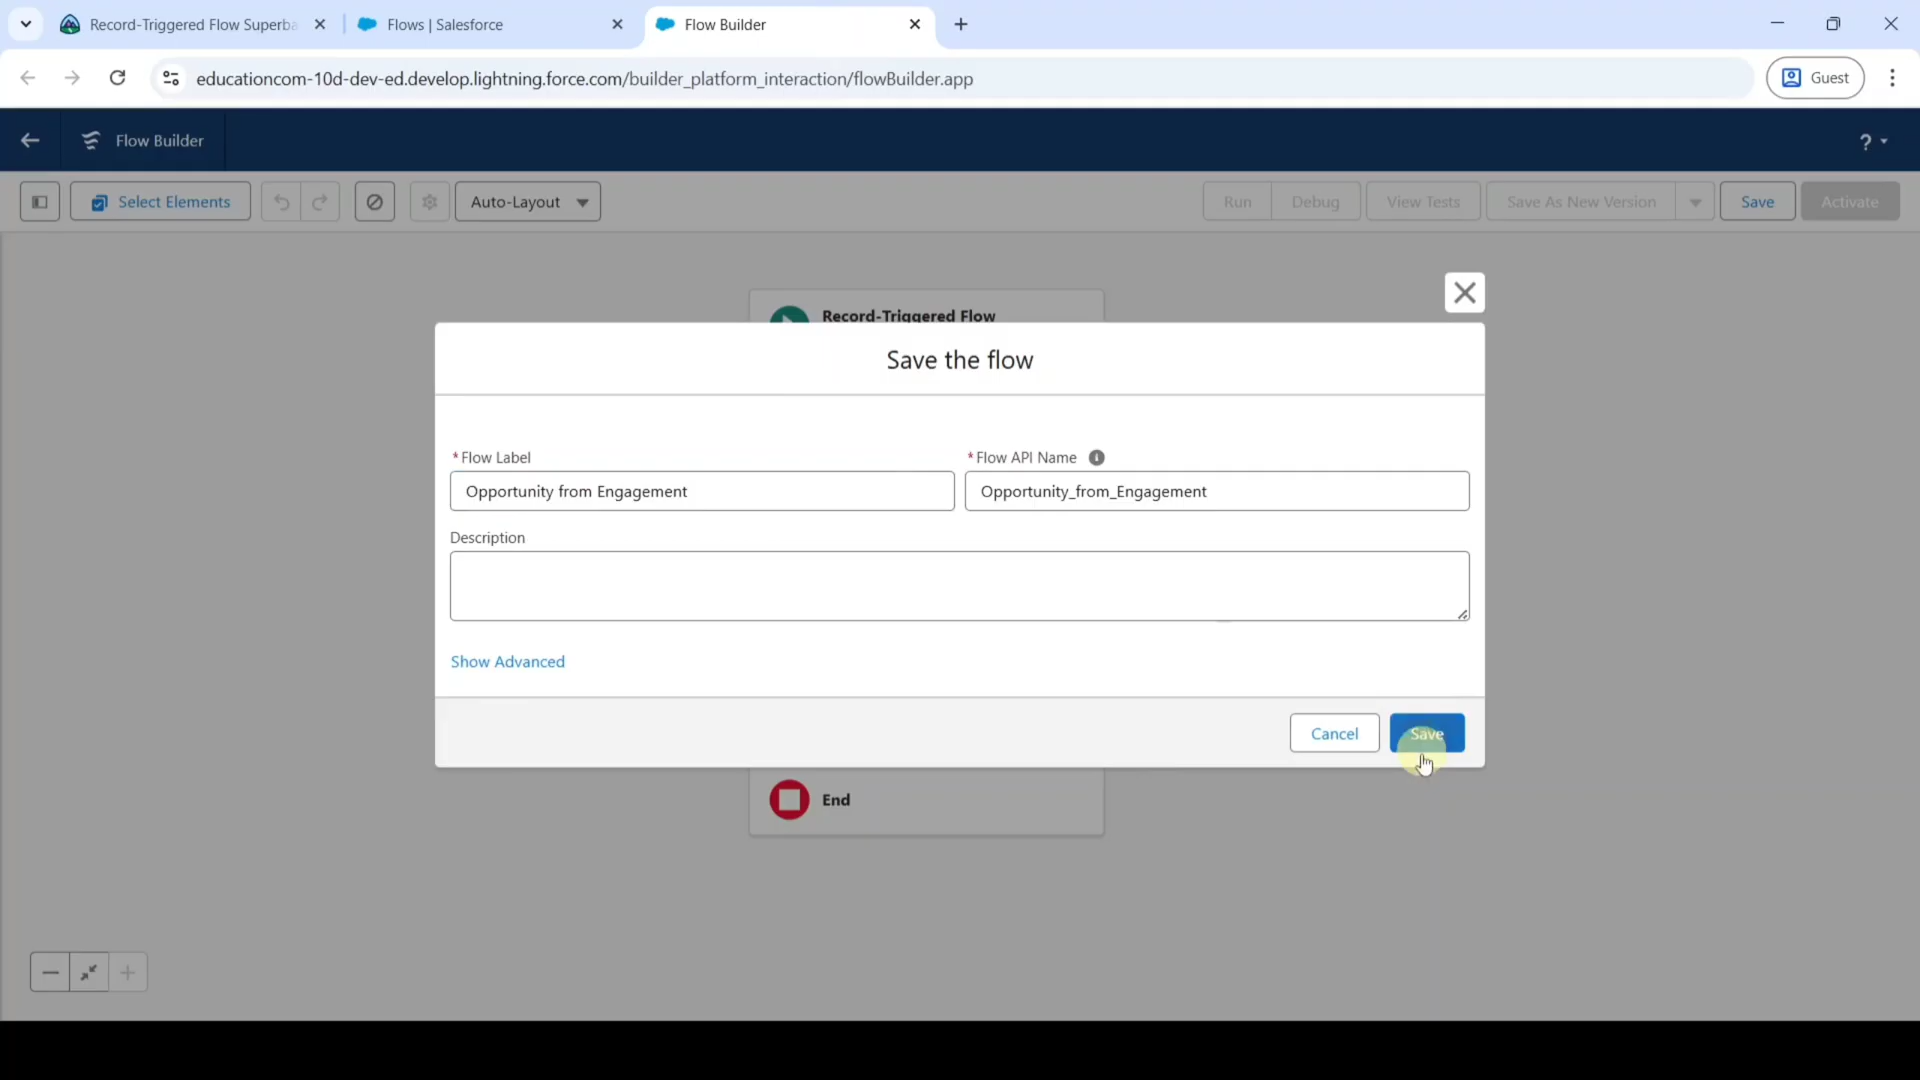 Record-Triggered Flow Superba
Flows | Salesforce
Flow Builder
educationcom-10d-dev-ed.develop.lightning.force.com/builder_platform_interaction/flowBuilder.app
Guest
Flow Builder
?
Select Elements
Auto-Layout
Run
Debug
View Tests
Save As New Version
Save
Activate
Record-Triggered Flow
Save the flow
* Flow Label
* Flow API Name
Opportunity from Engagement
Opportunity_from_Engagement
Description
Show Advanced
Cancel
Save
End